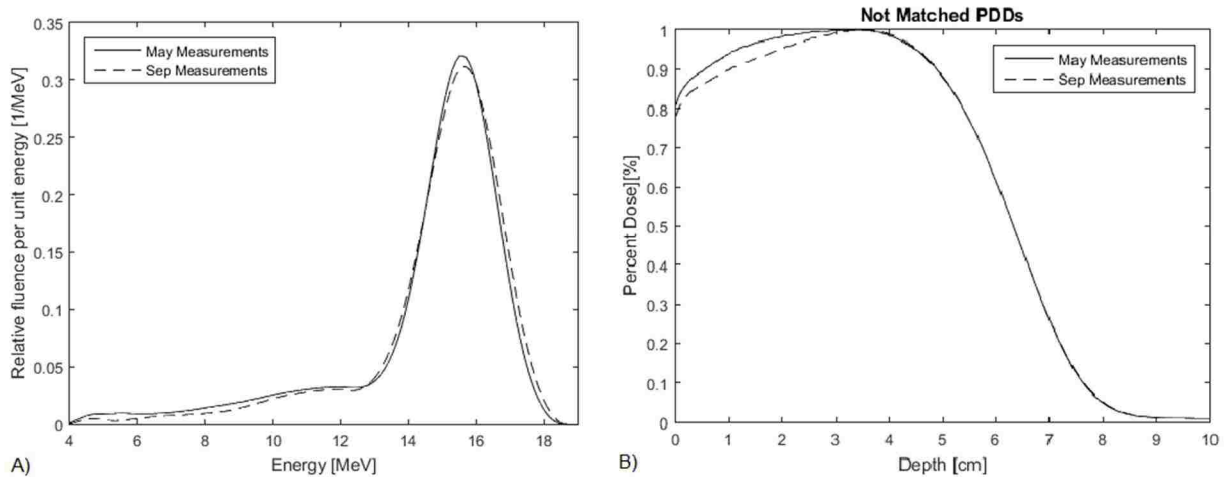 0.35
0.3
0.25
0.2
0.15
0.1
0.05
0
Relative fluence per unit energy [1/MeV]
May Measurements
Sep Measurements
4 6 8 10 12 14 16 18
Energy [MeV]
A)
Not Matched PDDs
1
0.9
0.8
0.7
0.6
0.5
0.4
0.3
0.2
0.1
0
Percent Dose][%]
May Measurements
Sep Measurements
0 1 2 3 4 5 6 7 8 9 10
Depth [cm]
B)